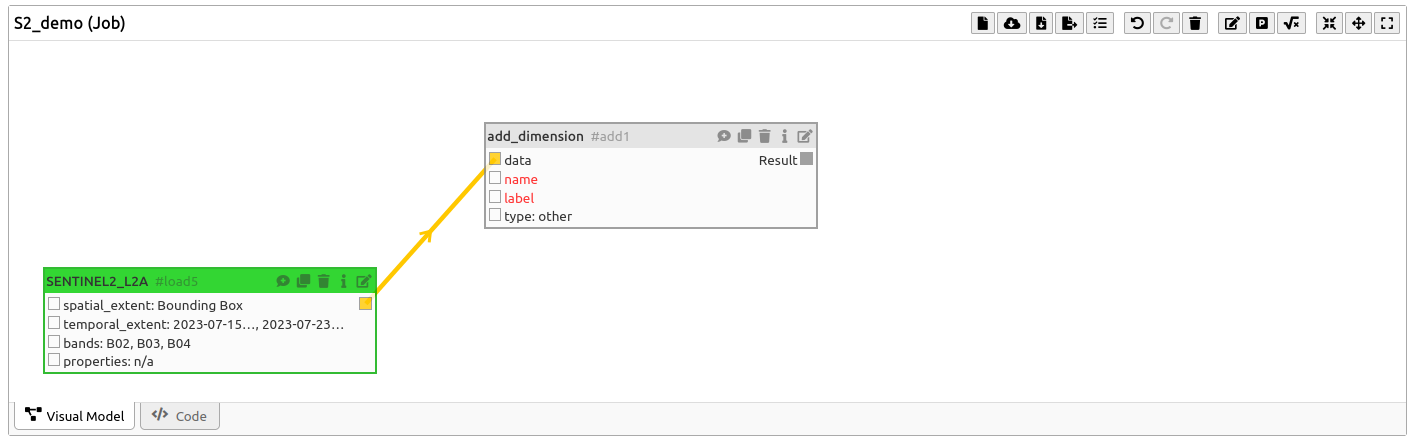 S2_demo (Job)
add_dimension #add1
data Result
name
label
type: other
SENTINEL2_L2A #load5
spatial_extent: Bounding Box
temporal_extent: 2023-07-15…, 2023-07-23…
bands: B02, B03, B04
properties: n/a
Visual Model Code